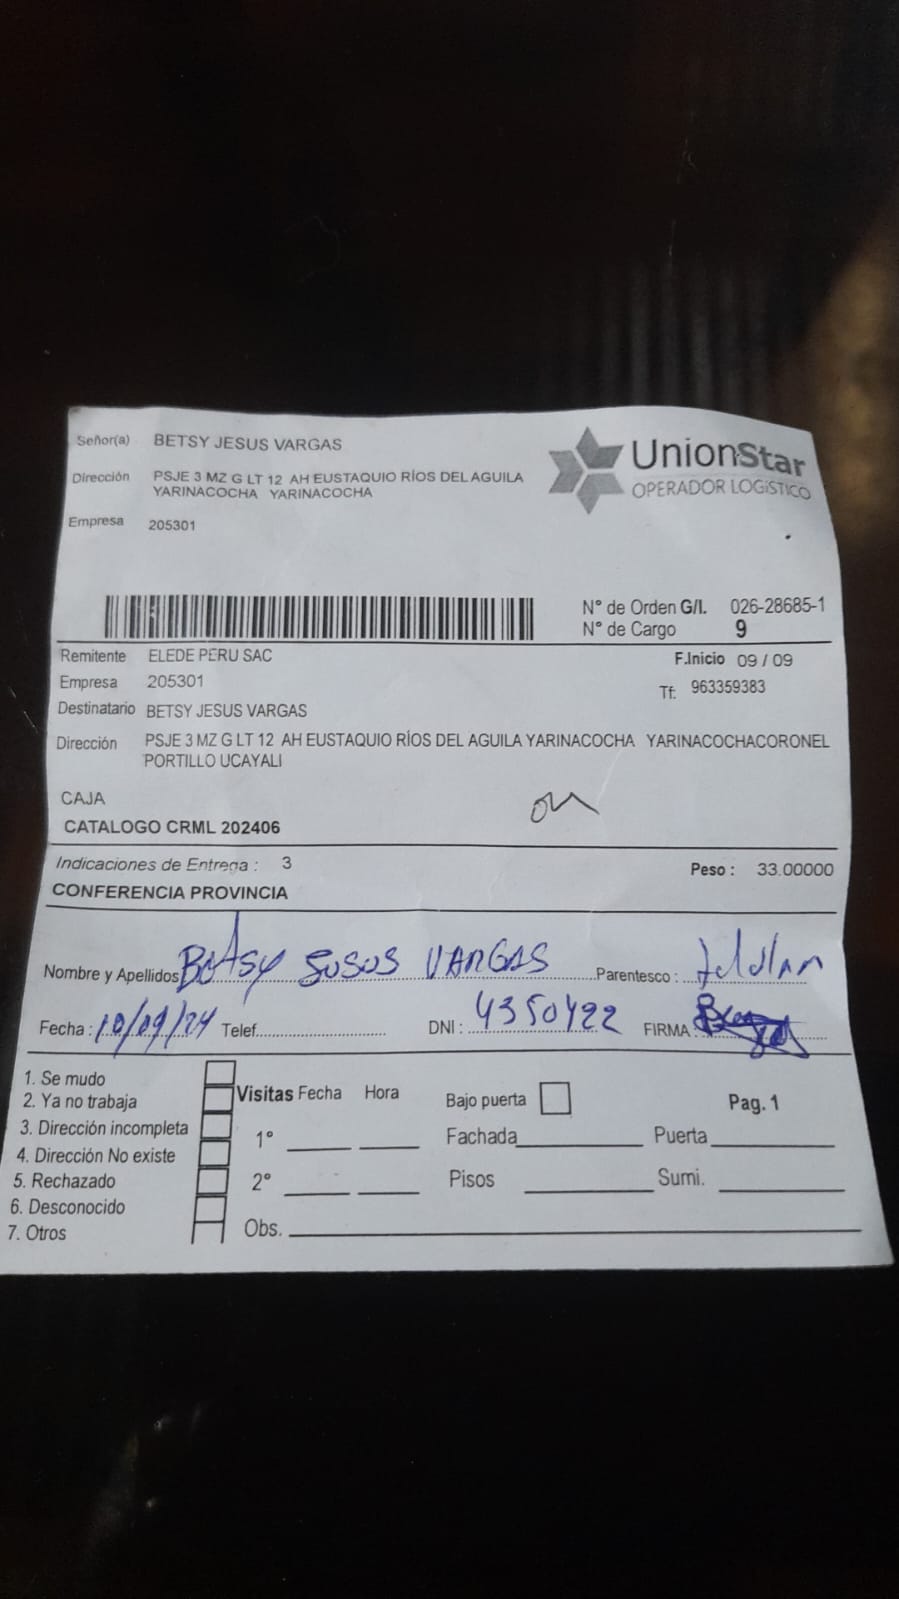 Señor(a) BETSY JESUS VARGAS
Dirección PSJE 3 MZ G LT 12 AH EUSTAQUIO RÍOS DEL AGUILA
YARINACOCHA YARINACOCHA
Empresa 205301
UnionStar
OPERADOR LOGíSTICO
N° de Orden G/I. 026-28685-1
N° de Cargo 9
Remitente ELEDE PERU SAC
F.Inicio 09 / 09
Empresa 205301
Tf: 963359383
Destinatario BETSY JESUS VARGAS
Dirección PSJE 3 MZ G LT 12 AH EUSTAQUIO RÍOS DEL AGUILA YARINACOCHA YARINACOCHACORONEL
PORTILLO UCAYALI
CAJA
CATALOGO CRML 202406
Indicaciones de Entrega : 3 Peso : 33.00000
CONFERENCIA PROVINCIA
Nombre y Apellidos Betsy Susos VARGAS Parentesco :
Fecha : 10/09/24 Telef. DNI : 4350422 FIRMA :
1. Se mudo
2. Ya no trabaja
3. Dirección incompleta
4. Dirección No existe
5. Rechazado
6. Desconocido
7. Otros
Visitas Fecha Hora
1°
2°
Obs.
Bajo puerta
Pag. 1
Fachada Puerta
Pisos Sumi.